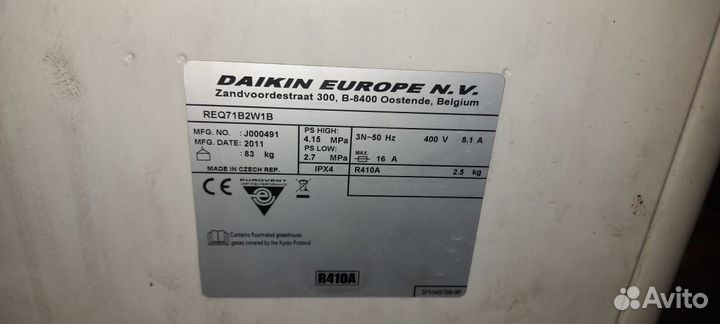 DAIKIN EUROPE N.V.
Zandvoordestraat 300, B-8400 Oostende, Belgium
REQ71B2W1B
MFG. NO. : J000491
MFG. DATE: 2011
: 83 kg
MADE IN CZECH REP.
PS HIGH:
4.15 MPa
PS LOW:
2.7 MPa
IPX4
3N~50 Hz 400 V 8.1 A
MAX. 16 A
R410A 2.5 kg
CE
EUROVENT
CERTIFIED PERFORMANCE
Contains fluorinated greenhouse
gases covered by the Kyoto Protocol
R410A
Avito